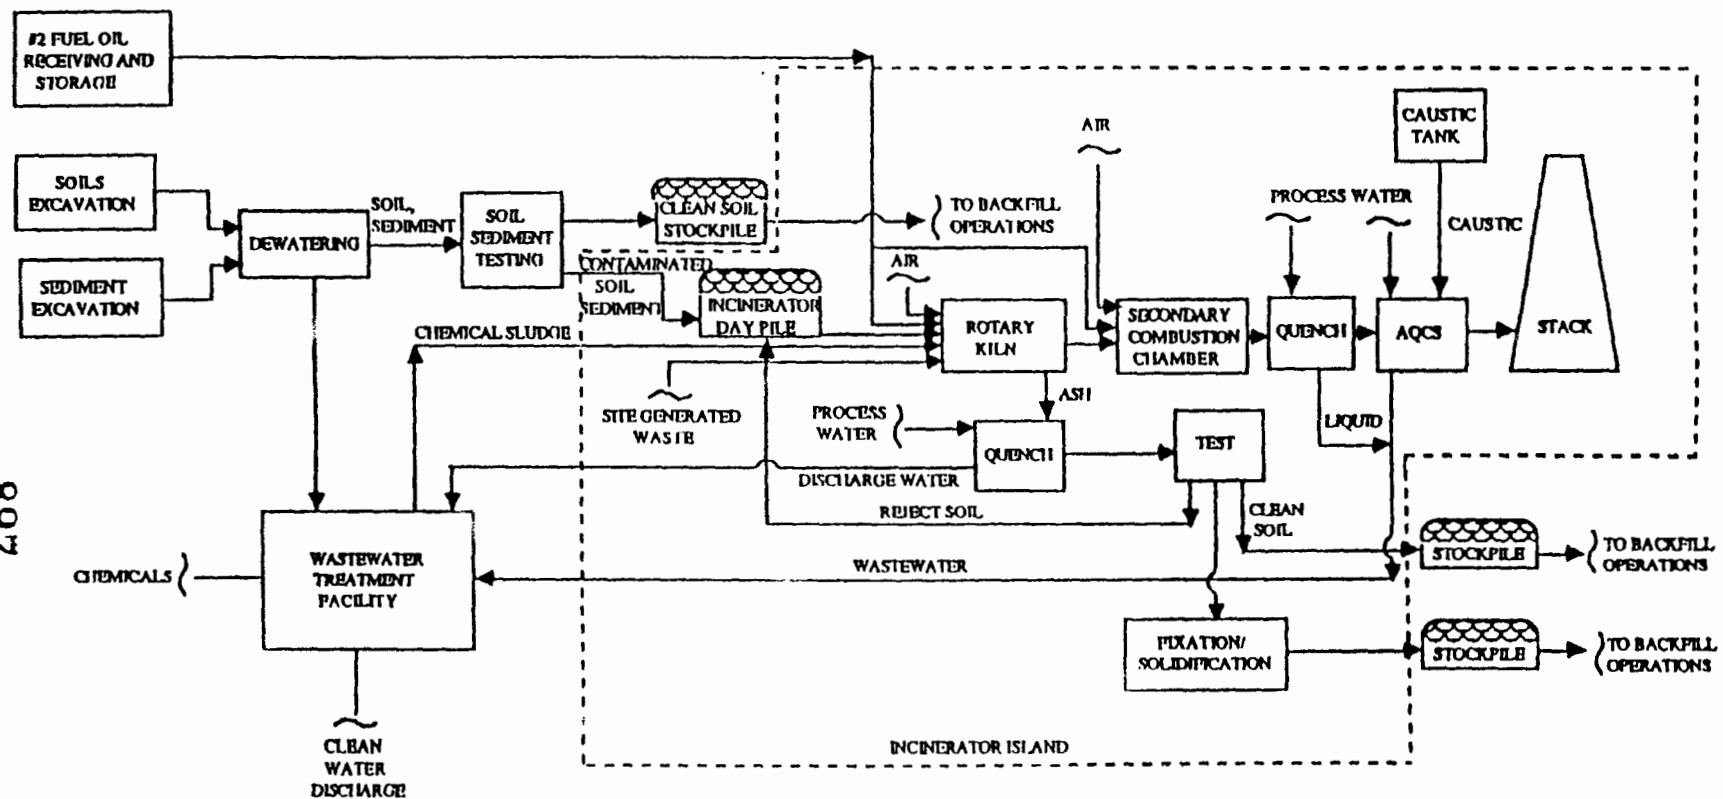 #2 FUEL OIL
RECEIVING AND
STORAGE
SOILS
EXCAVATION
SEDIMENT
EXCAVATION
DEWATERING
SOIL,
SEDIMENT
SOIL
SEDIMENT
TESTING
CLEAN SOIL
STOCKPILE
TO BACKFILL
OPERATIONS
CONTAMINATED
SOIL
SEDIMENT
INCINERATOR
DAY PILE
AIR
AIR
CHEMICAL SLUDGE
ROTARY
KILN
SECONDARY
COMBUSTION
CHAMBER
PROCESS WATER
QUENCH
CAUSTIC
TANK
CAUSTIC
AQCS
STACK
SITE GENERATED
WASTE
PROCESS
WATER
ASH
QUENCH
TEST
LIQUID
DISCHARGE WATER
REJECT SOIL
CLEAN
SOIL
WASTEWATER
STOCKPILE
TO BACKFILL
OPERATIONS
CHEMICALS
WASTEWATER
TREATMENT
FACILITY
FIXATION/
SOLIDIFICATION
STOCKPILE
TO BACKFILL
OPERATIONS
CLEAN
WATER
DISCHARGE
INCINERATOR ISLAND